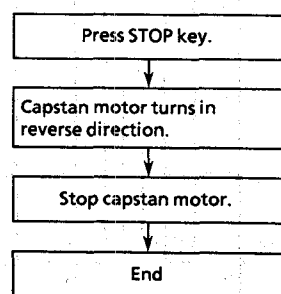 Press STOP key.
Capstan motor turns in
reverse direction.
Stop capstan motor.
End